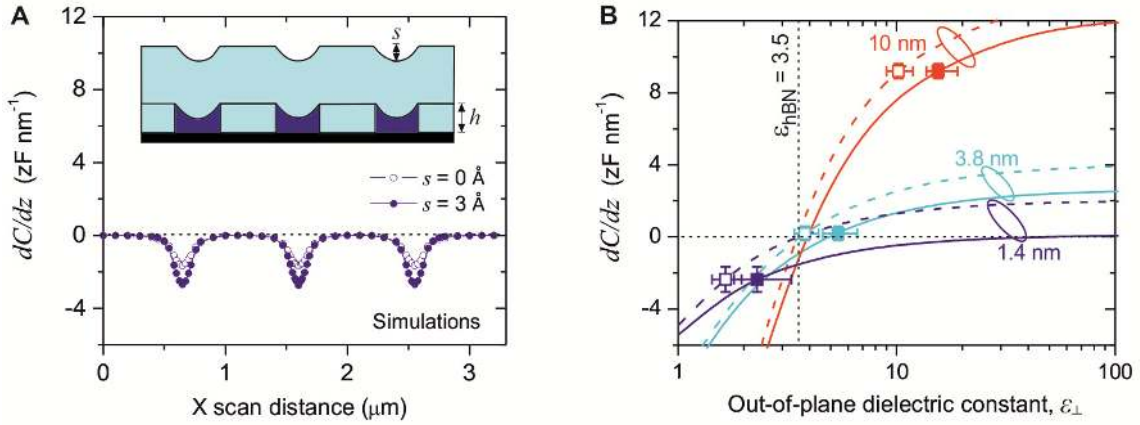 A
12
8
4
0
-4
dC/dz (zF nm⁻¹)
s
h
s = 0 Å
s = 3 Å
Simulations
0
1
2
3
X scan distance (μm)
B
12
8
4
0
-4
dC/dz (zF nm⁻¹)
εhBN = 3.5
10 nm
3.8 nm
1.4 nm
1
10
100
Out-of-plane dielectric constant, ε⊥